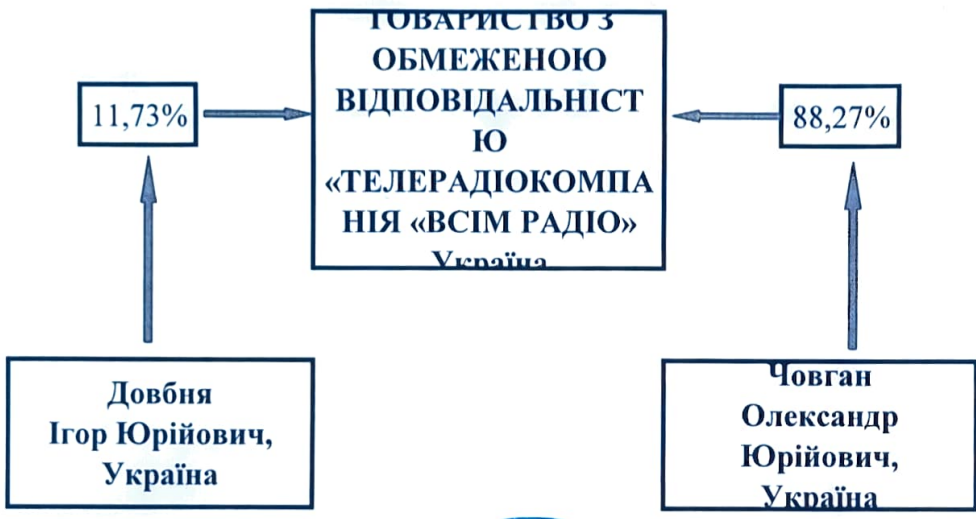 ТОВАРИСТВО З
ОБМЕЖЕНОЮ
ВІДПОВІДАЛЬНІСТ
Ю
«ТЕЛЕРАДІОКОМПА
НІЯ «ВСІМ РАДІО»
Україна
11,73%
88,27%
Довбня
Ігор Юрійович,
Україна
Човган
Олександр
Юрійович,
Україна